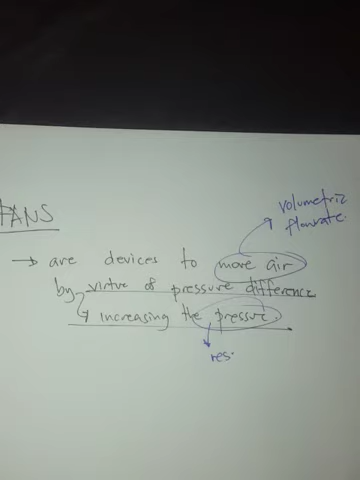 FANS
volumetric
flowrate.
→ are devices to move air
by virtue of pressure difference
↳ increasing the pressure.
res.